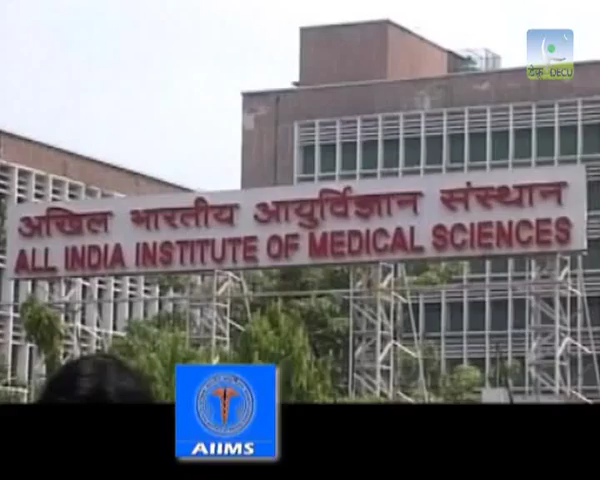 डेकू DECU
अखिल भारतीय आयुर्विज्ञान संस्थान
ALL INDIA INSTITUTE OF MEDICAL SCIENCES
AIIMS